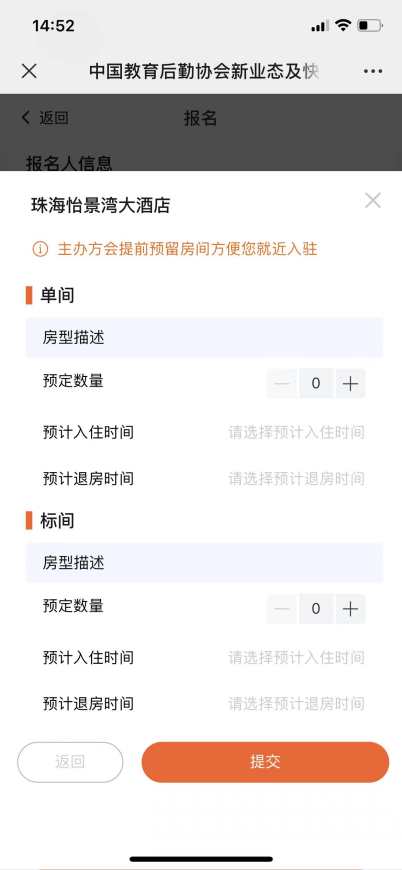 14:52
中国教育后勤协会新业态及快
返回
报名
报名人信息
珠海怡景湾大酒店
主办方会提前预留房间方便您就近入驻
单间
房型描述
预定数量
0
预计入住时间
请选择预计入住时间
预计退房时间
请选择预计退房时间
标间
房型描述
预定数量
0
预计入住时间
请选择预计入住时间
预计退房时间
请选择预计退房时间
返回
提交